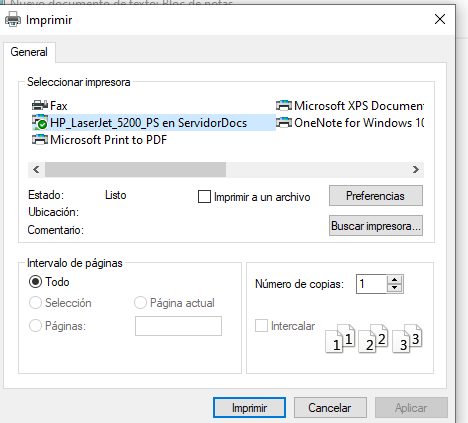 Nuevo documento de texto: Bloc de notas
Imprimir
General
Seleccionar impresora
Fax
HP_LaserJet_5200_PS en ServidorDocs
Microsoft Print to PDF
Microsoft XPS Documen
OneNote for Windows 10
Estado: Listo
Ubicación:
Comentario:
Imprimir a un archivo
Preferencias
Buscar impresora...
Intervalo de páginas
Todo
Selección
Página actual
Páginas:
Número de copias: 1
Intercalar
1 1 2 2 3 3
Imprimir
Cancelar
Aplicar